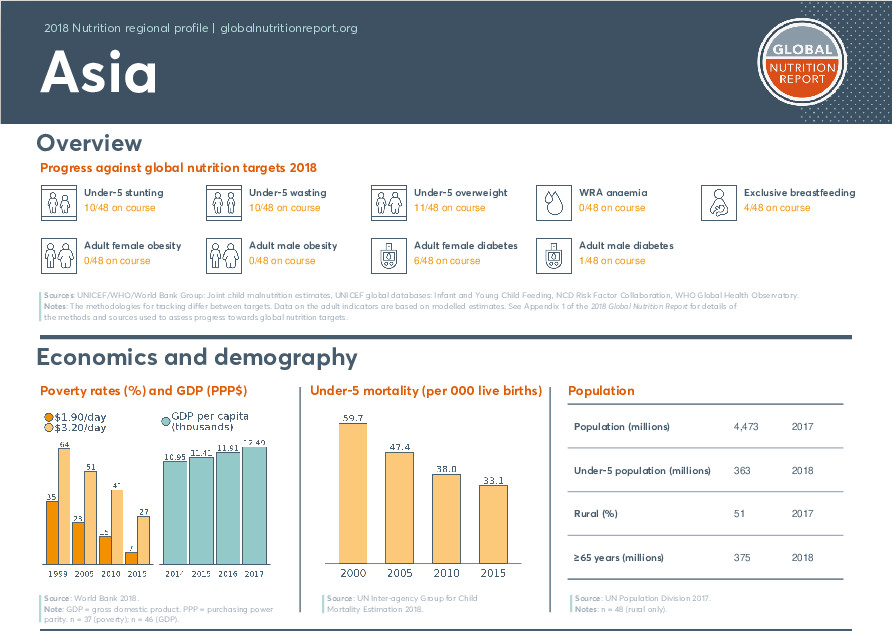 2018 Nutrition regional profile | globalnutritionreport.org
Asia
GLOBAL
NUTRITION
REPORT
Overview
Progress against global nutrition targets 2018
Under-5 stunting
10/48 on course
Under-5 wasting
10/48 on course
Under-5 overweight
11/48 on course
WRA anaemia
0/48 on course
Exclusive breastfeeding
4/48 on course
Adult female obesity
0/48 on course
Adult male obesity
0/48 on course
Adult female diabetes
6/48 on course
Adult male diabetes
1/48 on course
Sources: UNICEF/WHO/World Bank Group: Joint child malnutrition estimates, UNICEF global databases: Infant and Young Child Feeding, NCD Risk Factor Collaboration, WHO Global Health Observatory.
Notes: The methodologies for tracking differ between targets. Data on the adult indicators are based on modelled estimates. See Appendix 1 of the 2018 Global Nutrition Report for details of
the methods and sources used to assess progress towards global nutrition targets.
Economics and demography
Poverty rates (%) and GDP (PPP$)
$1.90/day
$3.20/day
GDP per capita
(thousands)
35 64 23 51 15 41 7 27
1999 2005 2010 2015
10.95 11.41 11.91 12.49
2014 2015 2016 2017
Source: World Bank 2018.
Note: GDP = gross domestic product. PPP = purchasing power
parity. n = 37 (poverty); n = 46 (GDP).
Under-5 mortality (per 000 live births)
59.7 47.4 38.0 33.1
2000 2005 2010 2015
Source: UN Inter-agency Group for Child
Mortality Estimation 2018.
Population
Population (millions) 4,473 2017
Under-5 population (millions) 363 2018
Rural (%) 51 2017
≥65 years (millions) 375 2018
Source: UN Population Division 2017.
Notes: n = 48 (rural only).